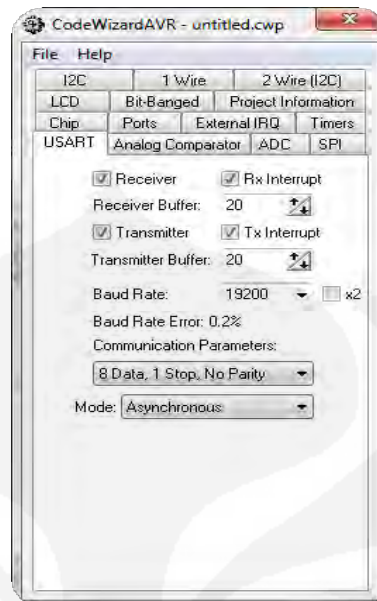 CodeWizardAVR - untitled.cwp
File Help
I2C 1 Wire 2 Wire (I2C)
LCD Bit-Banged Project Information
Chip Ports External IRQ Timers
USART Analog Comparator ADC SPI
Receiver Rx Interrupt
Receiver Buffer: 20
Transmitter Tx Interrupt
Transmitter Buffer: 20
Baud Rate: 19200 x2
Baud Rate Error: 0.2%
Communication Parameters:
8 Data, 1 Stop, No Parity
Mode: Asynchronous